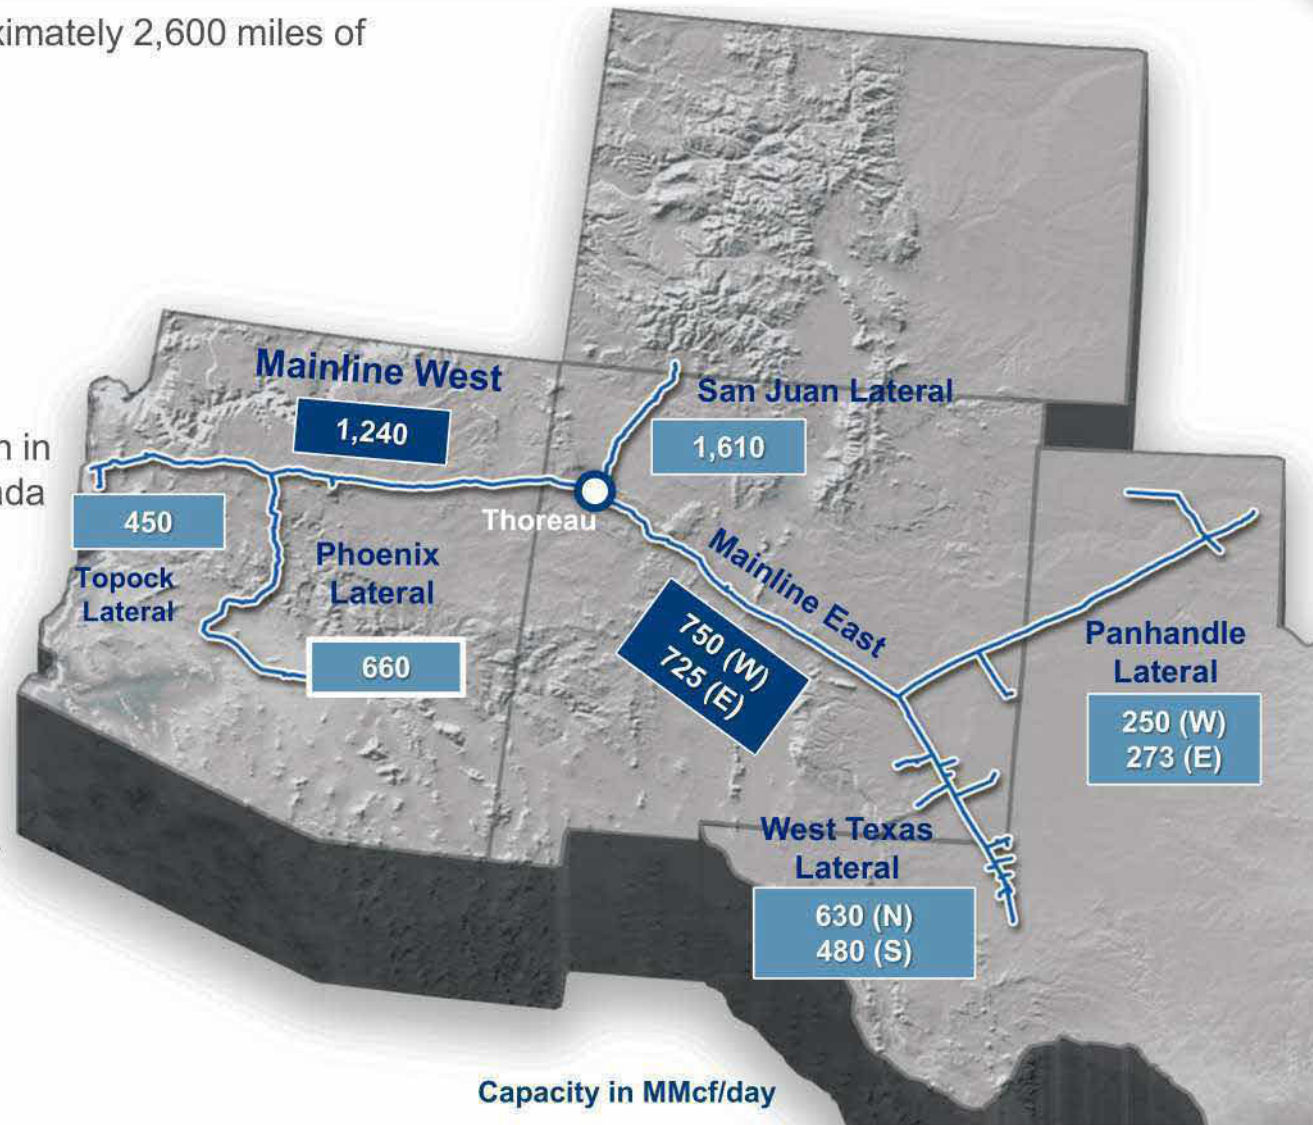 ximately 2,600 miles of
Mainline West
1,240
San Juan Lateral
1,610
n in
nda
450
Thoreau
Topock
Lateral
Phoenix
Lateral
660
Mainline East
750 (W)
725 (E)
Panhandle
Lateral
250 (W)
273 (E)
West Texas
Lateral
630 (N)
480 (S)
Capacity in MMcf/day